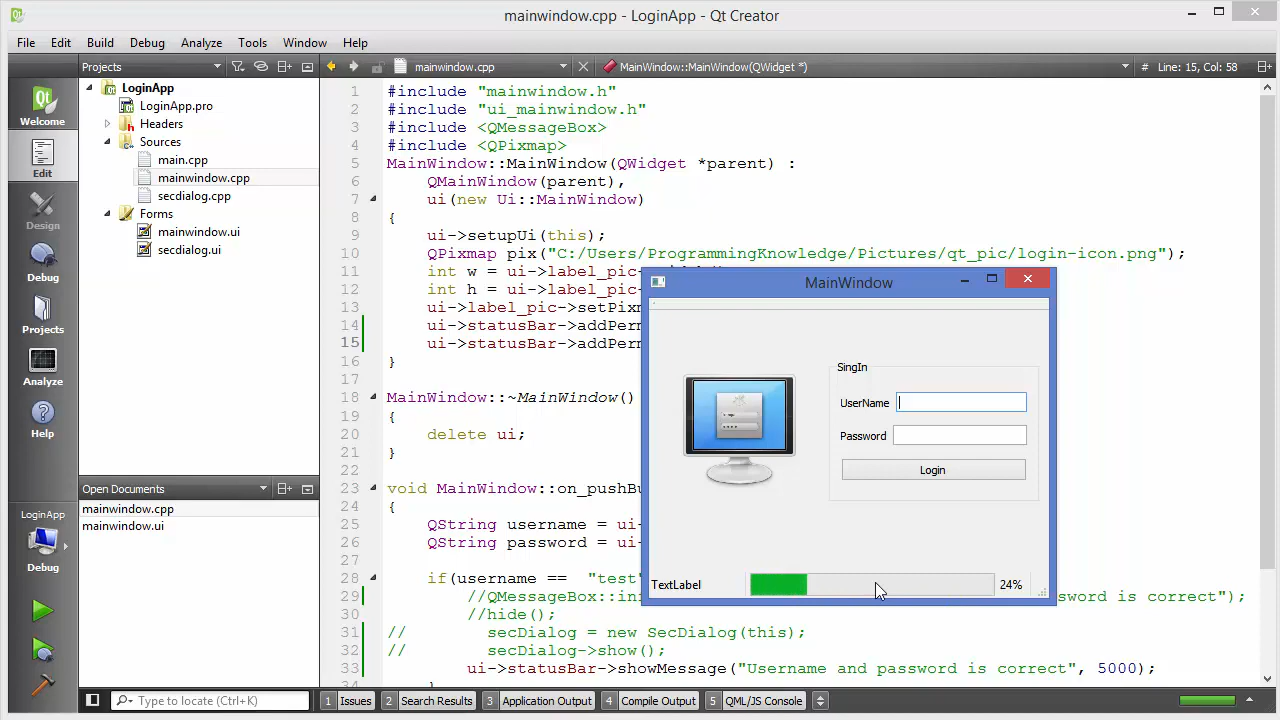 mainwindow.cpp - LoginApp - Qt Creator
File Edit Build Debug Tools Analyze Window Help
Projects
mainwindow.cpp
MainWindow::MainWindow(QWidget *)
# Line: 15, Col: 58
Welcome
Edit
Design
Debug
Projects
Analyze
Help
LoginApp
Debug
LoginApp
LoginApp.pro
Headers
Sources
main.cpp
mainwindow.cpp
secdialog.cpp
Forms
mainwindow.ui
secdialog.ui
Open Documents
mainwindow.cpp
mainwindow.ui
1 #include "mainwindow.h"
2 #include "ui_mainwindow.h"
3 #include <QMessageBox>
4 #include <QPixmap>
5 MainWindow::MainWindow(QWidget *parent) :
6 QMainWindow(parent),
7 ui(new Ui::MainWindow)
8 {
9 ui->setupUi(this);
10 QPixmap pix("C:/Users/ProgrammingKnowledge/Pictures/qt_pic/login-icon.png");
11 int w = ui->label_pic-
12 int h = ui->label_pic-
13 ui->label_pic->setPixm
14 ui->statusBar->addPerm
15 ui->statusBar->addPerm
16 }
17
18 MainWindow::~MainWindow()
19 {
20 delete ui;
21 }
22
23 void MainWindow::on_pushBu
24 {
25 QString username = ui-
26 QString password = ui-
27
28 if(username == "test"
29 //QMessageBox::inf sword is correct");
30 //hide();
31 // secDialog = new SecDialog(this);
32 // secDialog->show();
33 ui->statusBar->showMessage("Username and password is correct", 5000);
34 }
MainWindow
SingIn
UserName
Password
Login
TextLabel
24%
Type to locate (Ctrl+K)
1 Issues
2 Search Results
3 Application Output
4 Compile Output
5 QML/JS Console